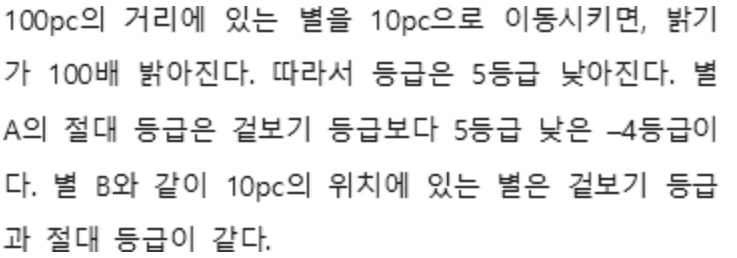 100pc의 거리에 있는 별을 10pc으로 이동시키면, 밝기
가 100배 밝아진다. 따라서 등급은 5등급 낮아진다. 별
A의 절대 등급은 겉보기 등급보다 5등급 낮은 –4등급이
다. 별 B와 같이 10pc의 위치에 있는 별은 겉보기 등급
과 절대 등급이 같다.